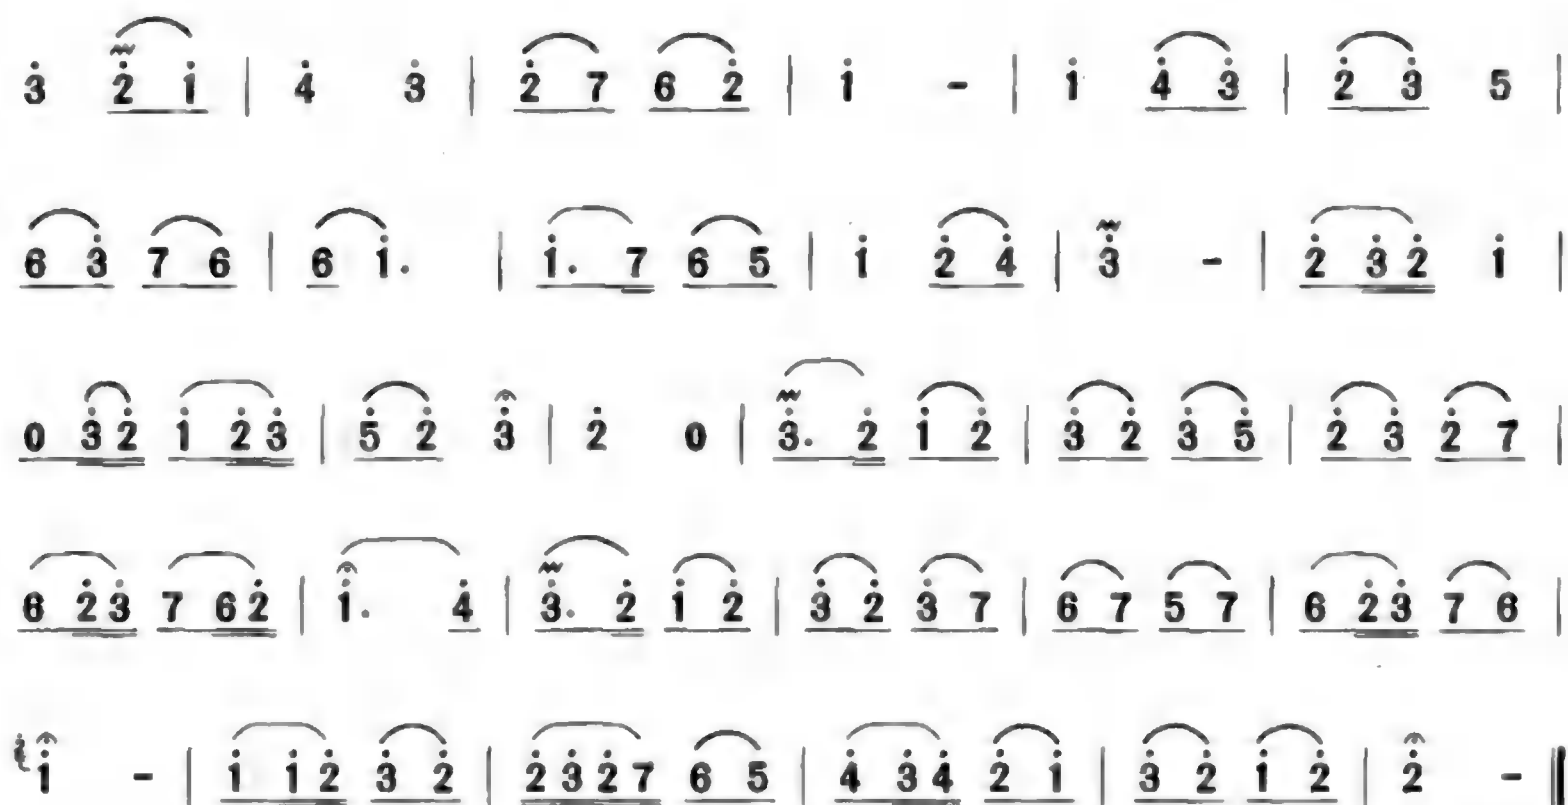 3̇ 2̇ 1̇ | 4̇ 3̇ | 2̇ 7 6 2̇ | 1̇ - | 1̇ 4̇ 3̇ | 2̇ 3̇ 5 |
6 3̇ 7 6 | 6 1̇. | 1̇. 7 6 5 | 1̇ 2̇ 4̇ | 3̇ - | 2̇ 3̇ 2̇ 1̇ |
0 3̇ 2̇ 1̇ 2̇ 3̇ | 5̇ 2̇ 3̇ | 2̇ 0 | 3̇. 2̇ 1̇ 2̇ | 3̇ 2̇ 3̇ 5̇ | 2̇ 3̇ 2̇ 7 |
6 2̇ 3̇ 7 6 2̇ | 1̇. 4̇ | 3̇. 2̇ 1̇ 2̇ | 3̇ 2̇ 3̇ 7 | 6 7 5 7 | 6 2̇ 3̇ 7 6 |
1̇ - | 1̇ 1̇ 2̇ 3̇ 2̇ | 2̇ 3̇ 2̇ 7 6 5 | 4̇ 3̇ 4̇ 2̇ 1̇ | 3̇ 2̇ 1̇ 2̇ | 2̇ - ‖